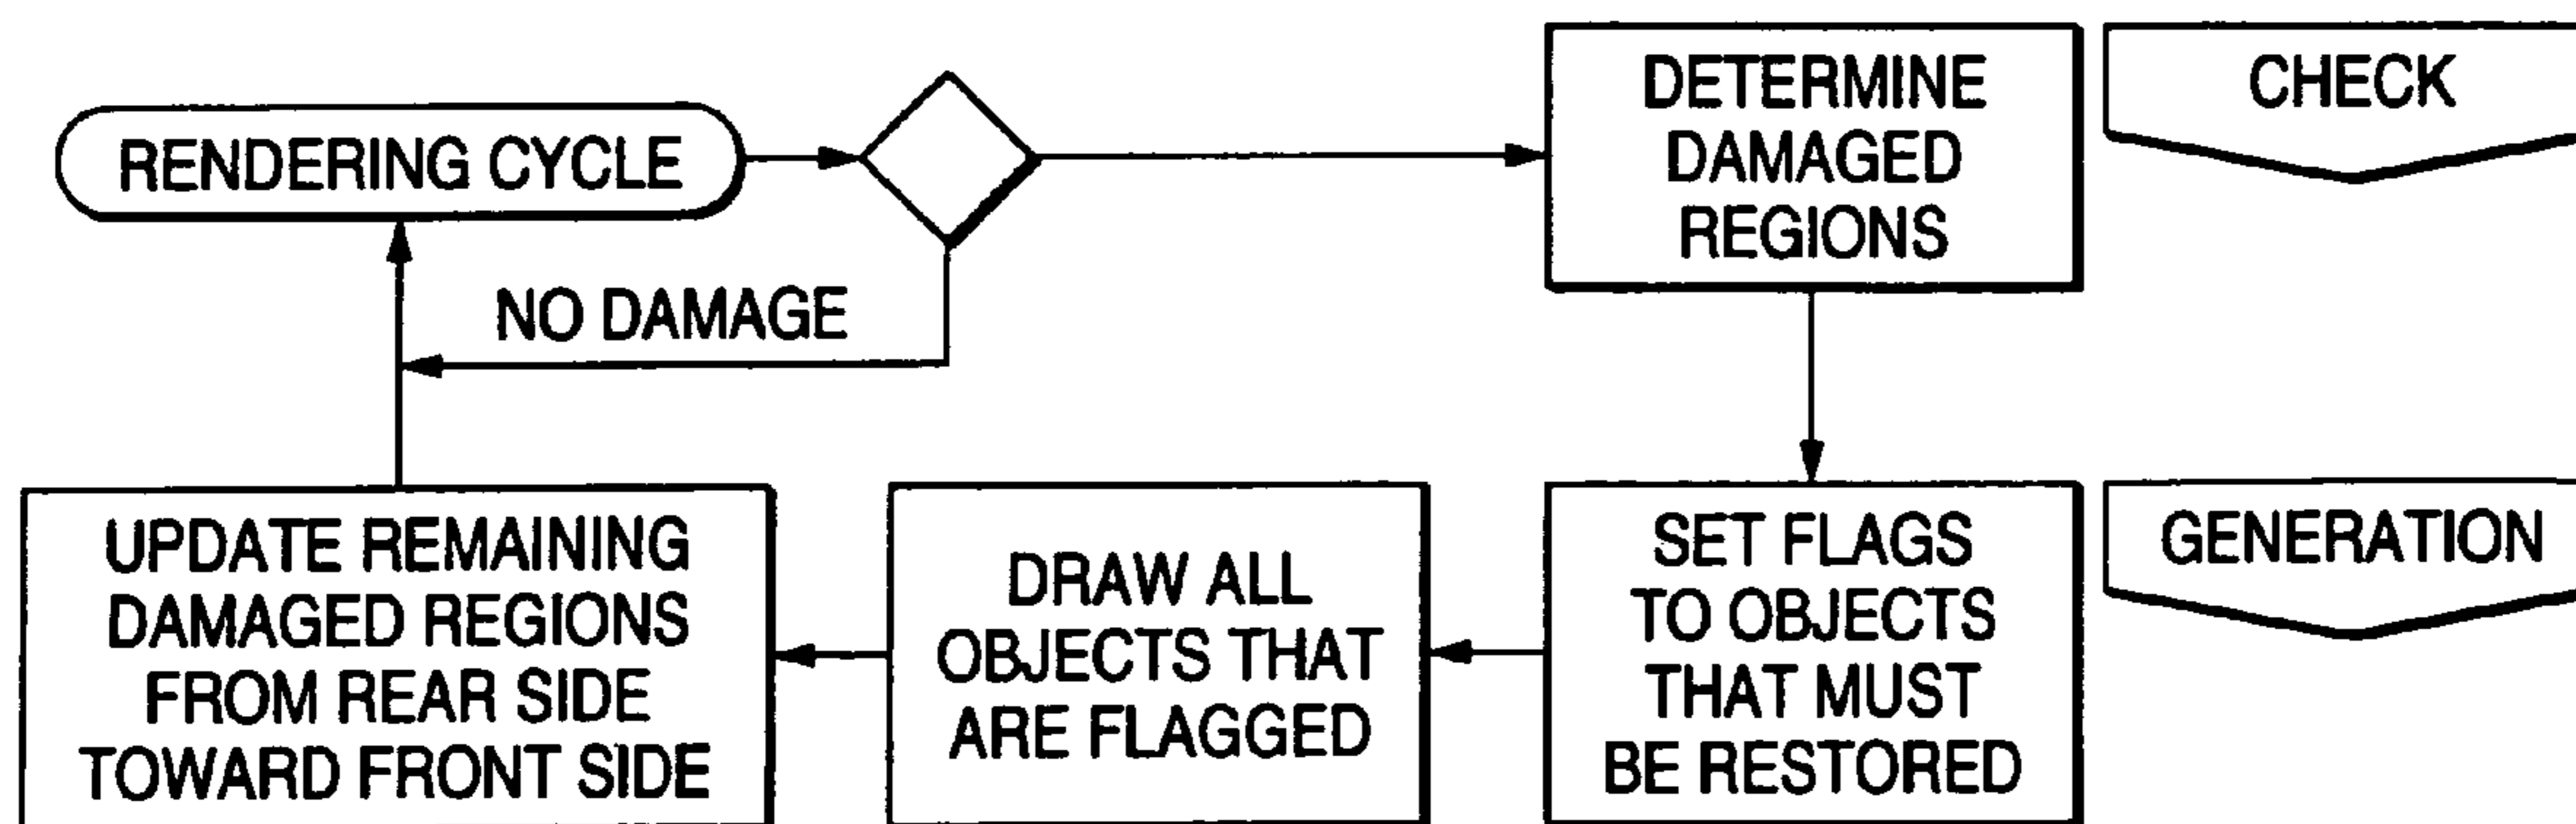 RENDERING CYCLE
NO DAMAGE
DETERMINE
DAMAGED
REGIONS
CHECK
UPDATE REMAINING
DAMAGED REGIONS
FROM REAR SIDE
TOWARD FRONT SIDE
DRAW ALL
OBJECTS THAT
ARE FLAGGED
SET FLAGS
TO OBJECTS
THAT MUST
BE RESTORED
GENERATION